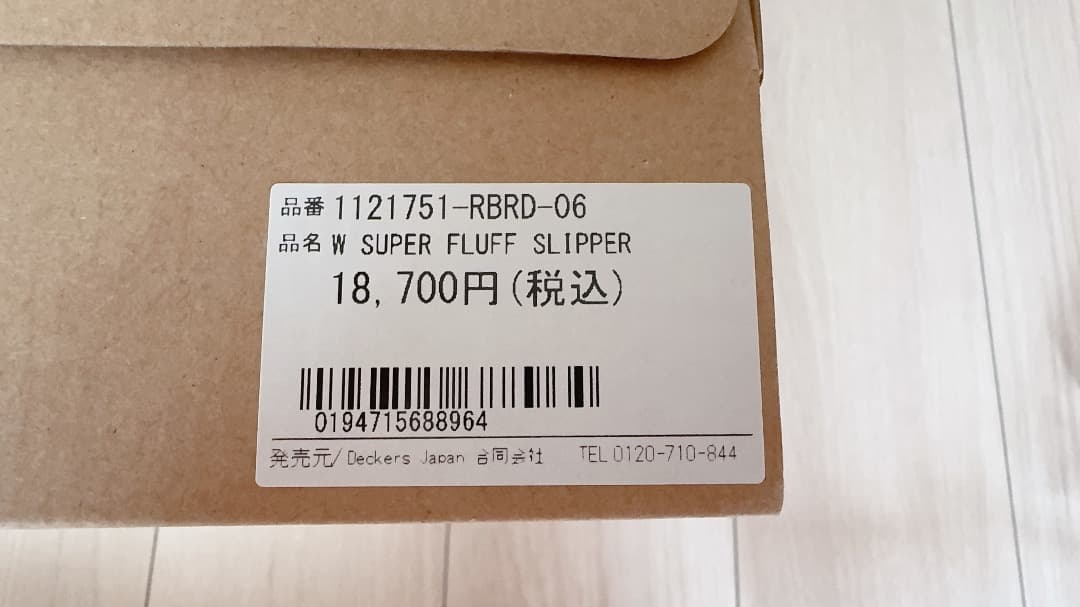 品番 1121751-RBRD-06
品名 W SUPER FLUFF SLIPPER
18,700円(税込)
0194715688964
発売元/Deckers Japan 合同会社 TEL 0120-710-844